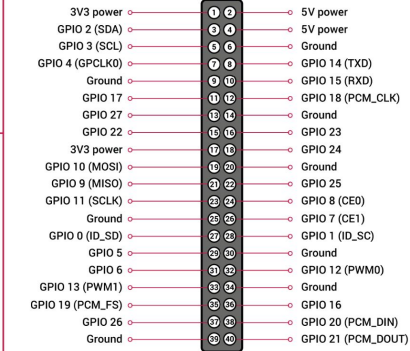 3V3 power 1 2 5V power
GPIO 2 (SDA) 3 4 5V power
GPIO 3 (SCL) 5 6 Ground
GPIO 4 (GPCLK0) 7 8 GPIO 14 (TXD)
Ground 9 10 GPIO 15 (RXD)
GPIO 17 11 12 GPIO 18 (PCM_CLK)
GPIO 27 13 14 Ground
GPIO 22 15 16 GPIO 23
3V3 power 17 18 GPIO 24
GPIO 10 (MOSI) 19 20 Ground
GPIO 9 (MISO) 21 22 GPIO 25
GPIO 11 (SCLK) 23 24 GPIO 8 (CE0)
Ground 25 26 GPIO 7 (CE1)
GPIO 0 (ID_SD) 27 28 GPIO 1 (ID_SC)
GPIO 5 29 30 Ground
GPIO 6 31 32 GPIO 12 (PWM0)
GPIO 13 (PWM1) 33 34 Ground
GPIO 19 (PCM_FS) 35 36 GPIO 16
GPIO 26 37 38 GPIO 20 (PCM_DIN)
Ground 39 40 GPIO 21 (PCM_DOUT)